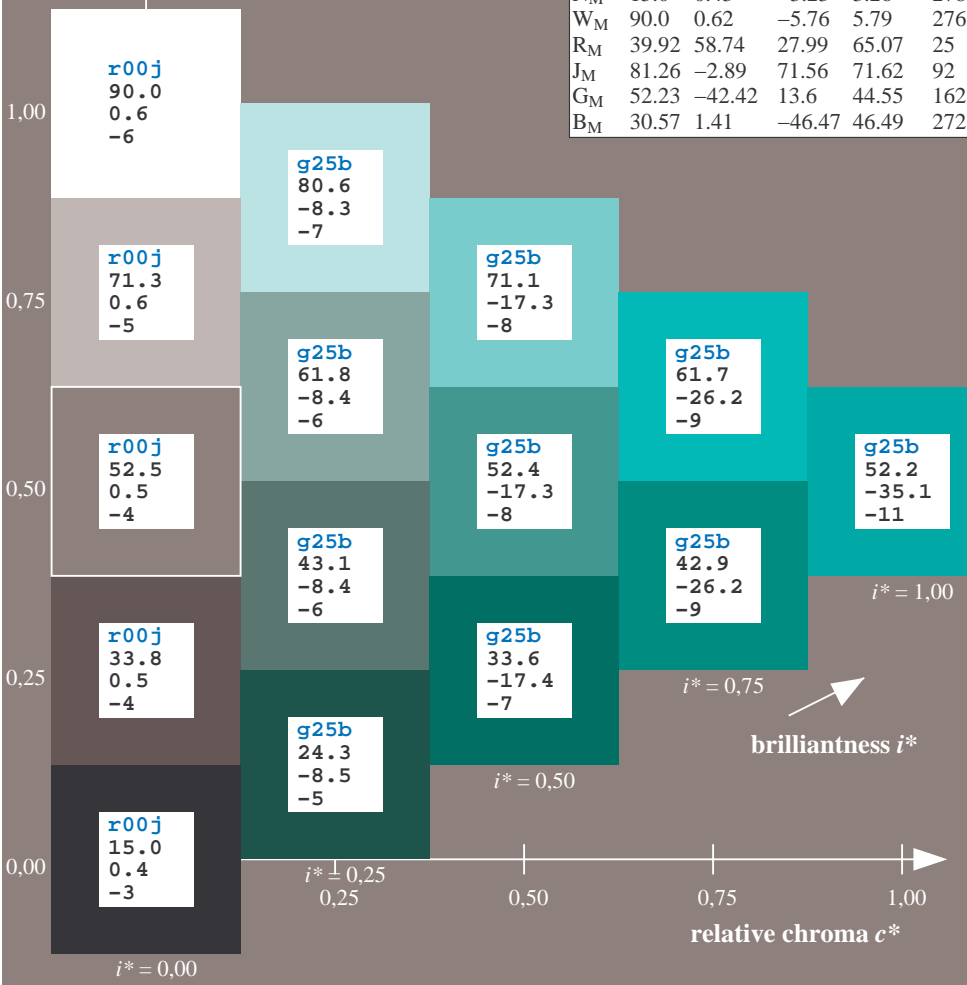 W_M 90.0 0.62 −5.76 5.79 276
R_M 39.92 58.74 27.99 65.07 25
J_M 81.26 −2.89 71.56 71.62 92
G_M 52.23 −42.42 13.6 44.55 162
B_M 30.57 1.41 −46.47 46.49 272
r00j
90.0
0.6
−6
1,00
g25b
80.6
−8.3
−7
r00j
71.3
0.6
−5
g25b
71.1
−17.3
−8
0,75
g25b
61.8
−8.4
−6
g25b
61.7
−26.2
−9
r00j
52.5
0.5
−4
g25b
52.4
−17.3
−8
g25b
52.2
−35.1
−11
0,50
g25b
43.1
−8.4
−6
g25b
42.9
−26.2
−9
i* = 1,00
r00j
33.8
0.5
−4
g25b
33.6
−17.4
−7
0,25
i* = 0,75
g25b
24.3
−8.5
−5
brilliantness i*
i* = 0,50
r00j
15.0
0.4
−3
0,00
i* = 0,25
0,25 0,50 0,75 1,00
relative chroma c*
i* = 0,00